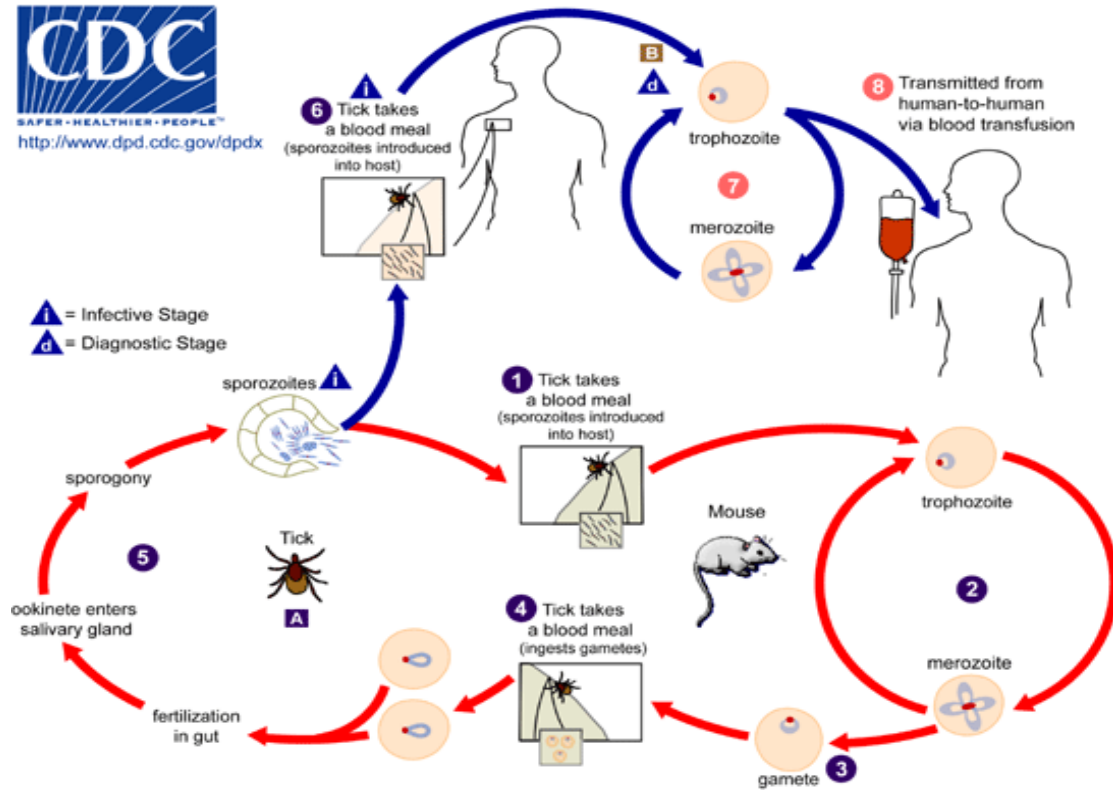 CDC
SAFER • HEALTHIER • PEOPLE™
http://www.dpd.cdc.gov/dpdx
i
6 Tick takes
a blood meal
(sporozoites introduced
into host)
B
d
trophozoite
7
merozoite
8 Transmitted from
human-to-human
via blood transfusion
i = Infective Stage
d = Diagnostic Stage
sporozoites i
1 Tick takes
a blood meal
(sporozoites introduced
into host)
trophozoite
sporogony
Tick
A
Mouse
5
2
ookinete enters
salivary gland
4 Tick takes
a blood meal
(ingests gametes)
merozoite
fertilization
in gut
gamete 3